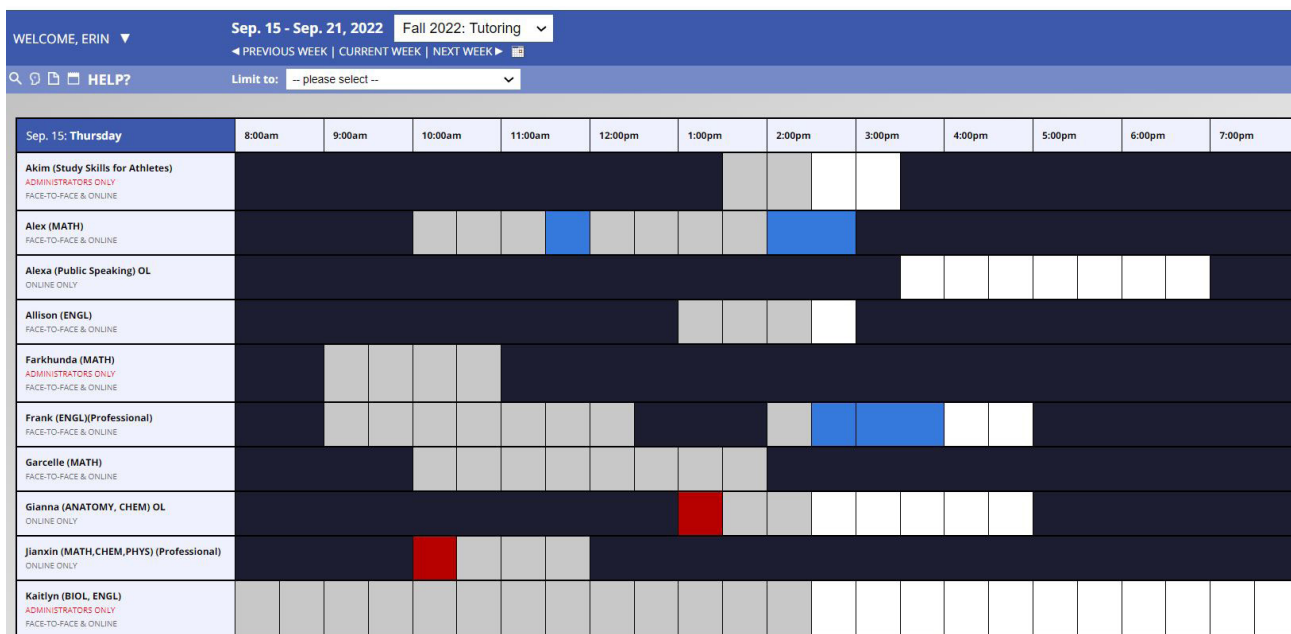 WELCOME, ERIN ▼
Sep. 15 - Sep. 21, 2022 Fall 2022: Tutoring
◄ PREVIOUS WEEK | CURRENT WEEK | NEXT WEEK ►
HELP?
Limit to: -- please select --
Sep. 15: Thursday 8:00am 9:00am 10:00am 11:00am 12:00pm 1:00pm 2:00pm 3:00pm 4:00pm 5:00pm 6:00pm 7:00pm
Akim (Study Skills for Athletes)
ADMINISTRATORS ONLY
FACE-TO-FACE & ONLINE
Alex (MATH)
FACE-TO-FACE & ONLINE
Alexa (Public Speaking) OL
ONLINE ONLY
Allison (ENGL)
FACE-TO-FACE & ONLINE
Farkhunda (MATH)
ADMINISTRATORS ONLY
FACE-TO-FACE & ONLINE
Frank (ENGL)(Professional)
FACE-TO-FACE & ONLINE
Garcelle (MATH)
FACE-TO-FACE & ONLINE
Gianna (ANATOMY, CHEM) OL
ONLINE ONLY
Jianxin (MATH,CHEM,PHYS) (Professional)
ONLINE ONLY
Kaitlyn (BIOL, ENGL)
ADMINISTRATORS ONLY
FACE-TO-FACE & ONLINE